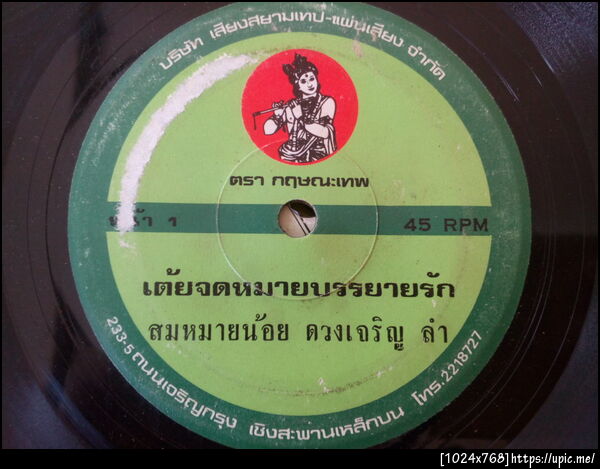 บริษัท เสียงสยามเทป-แผ่นเสียง จำกัด
ตรา กฤษณะเทพ
หน้า 1
45 RPM
เต้ยจดหมายบรรยายรัก
สมหมายน้อย ดวงเจริญ ลำ
233-5 ถนนเจริญกรุง เชิงสะพานเหล็กบน โทร. 2218727
[1024x768]https://upic.me/